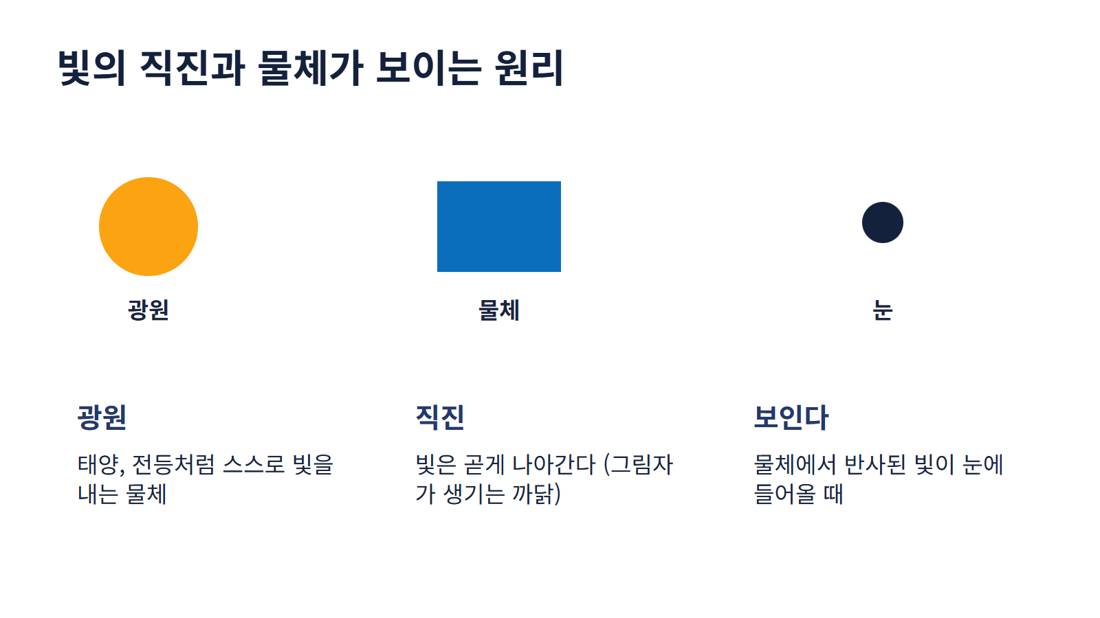 빛의 직진과 물체가 보이는 원리
광원
물체
눈
광원
태양, 전등처럼 스스로 빛을
내는 물체
직진
빛은 곧게 나아간다 (그림자
가 생기는 까닭)
보인다
물체에서 반사된 빛이 눈에
들어올 때